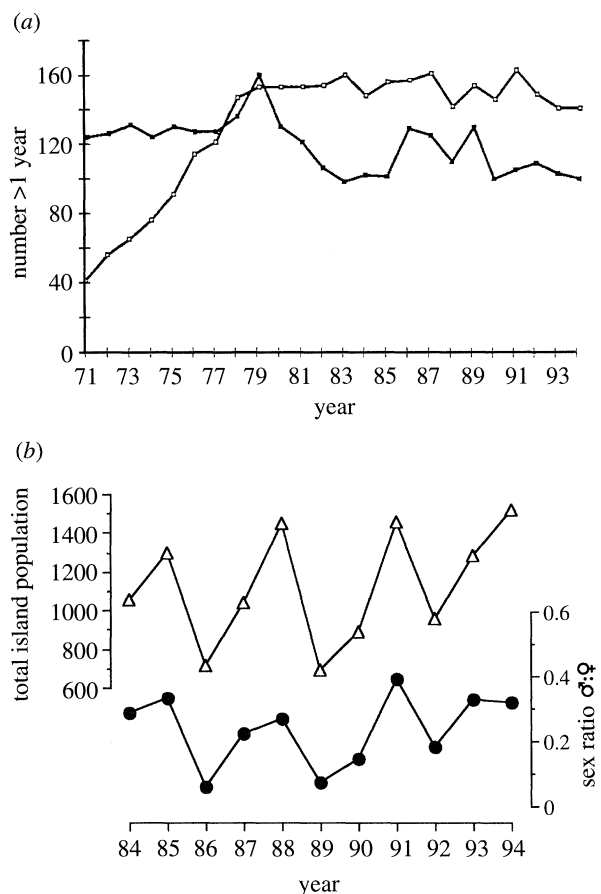 (a)
number >1 year
160
120
80
40
0
71 73 75 77 79 81 83 85 87 89 91 93
year
(b)
total island population
1600
1400
1200
1000
800
600
sex ratio ♂:♀
0.6
0.4
0.2
0
84 85 86 87 88 89 90 91 92 93 94
year